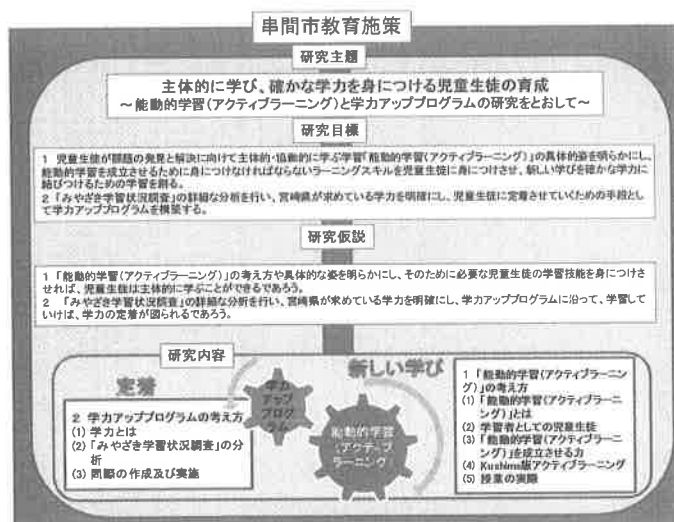 串間市教育施策
研究主題
主体的に学び、確かな学力を身につける児童生徒の育成
～能動的学習(アクティブラーニング)と学力アッププログラムの研究をとおして～
研究目標
1 児童生徒が課題の発見と解決に向けて主体的・協働的に学ぶ学習「能動的学習(アクティブラーニング)」の具体的姿を明らかにし、
能動的学習を成立させるために身につけなければならないラーニングスキルを児童生徒に身につけさせ、新しい学びを確かな学力に
結びつけるための学習を創る。
2 「みやざき学習状況調査」の詳細な分析を行い、宮崎県が求めている学力を明確にし、児童生徒に定着させていくための手段とし
て学力アッププログラムを構築する。
研究仮説
1 「能動的学習(アクティブラーニング)」の考え方や具体的な姿を明らかにし、そのために必要な児童生徒の学習技能を身につけさ
せれば、児童生徒は主体的に学ぶことができるであろう。
2 「みやざき学習状況調査」の詳細な分析を行い、宮崎県が求めている学力を明確にし、学力アッププログラムに沿って、学習して
いけば、学力の定着が図られるであろう。
研究内容
定着
2 学力アッププログラムの考え方
(1) 学力とは
(2) 「みやざき学習状況調査」の分
析
(3) 問題の作成及び実施
学力
アップ
プログ
ラム
新しい学び
能動的学習
(アクティブ
ラーニング)
1 「能動的学習(アクティブラーニン
グ)」の考え方
(1) 「能動的学習(アクティブラーニ
ング)」とは
(2) 学習者としての児童生徒
(3) 「能動的学習(アクティブラーニ
ング)」を成立させる力
(4) Kushima版アクティブラーニング
(5) 授業の実際